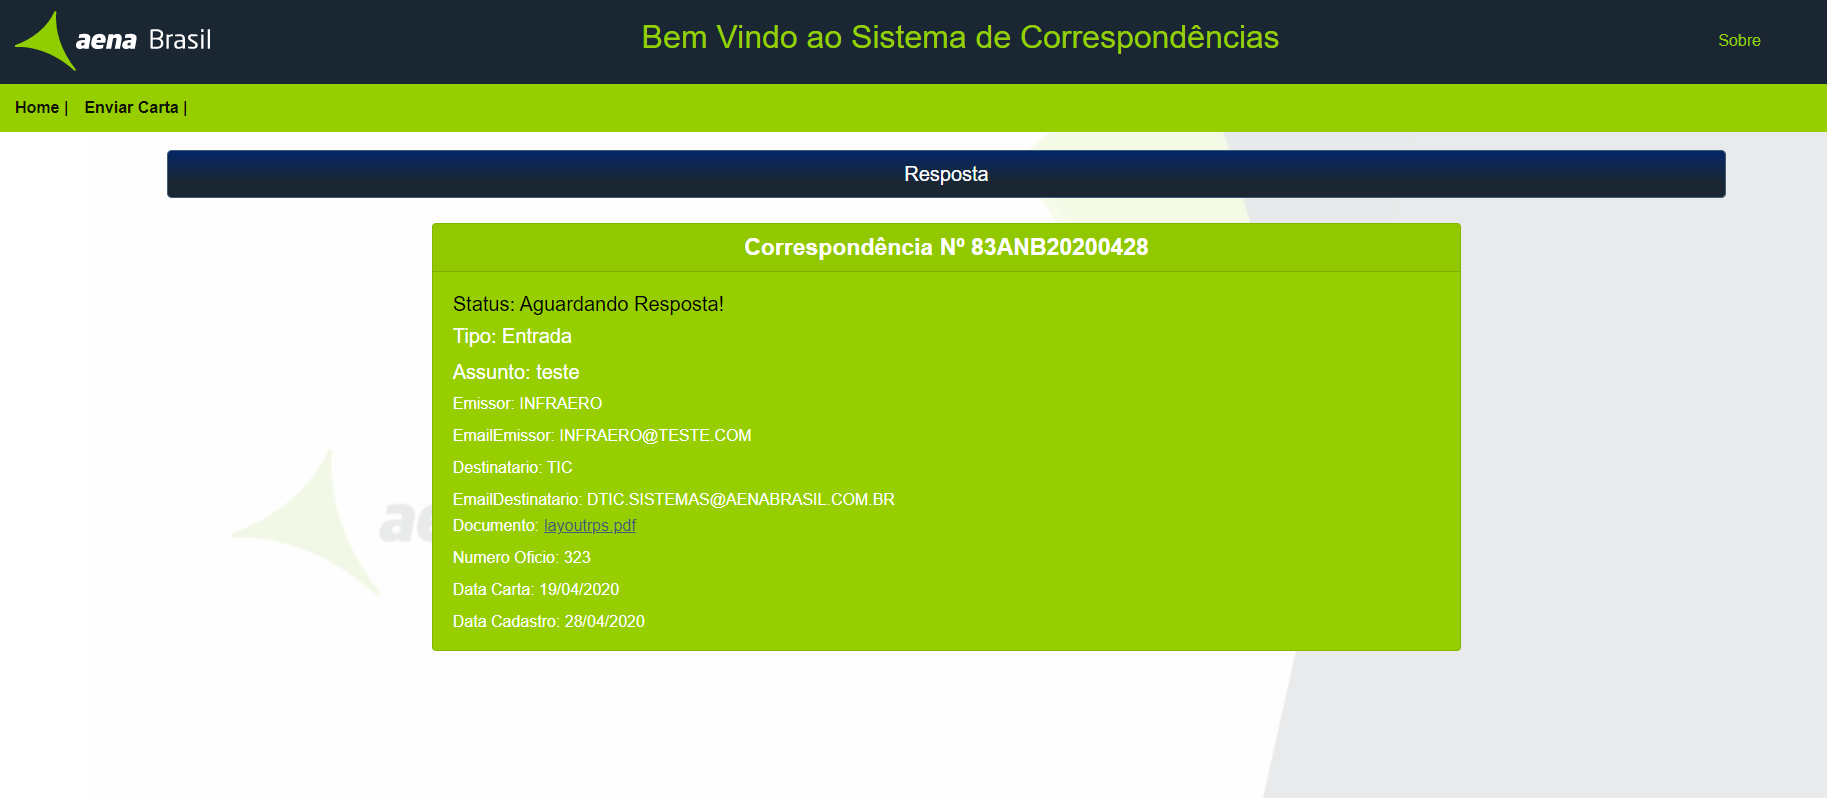 aena Brasil
Bem Vindo ao Sistema de Correspondências
Sobre
Home |
Enviar Carta |
Resposta
Correspondência Nº 83ANB20200428
Status: Aguardando Resposta!
Tipo: Entrada
Assunto: teste
Emissor: INFRAERO
EmailEmissor: INFRAERO@TESTE.COM
Destinatario: TIC
EmailDestinatario: DTIC.SISTEMAS@AENABRASIL.COM.BR
ae
Documento: layoutrps.pdf
Numero Oficio: 323
Data Carta: 19/04/2020
Data Cadastro: 28/04/2020